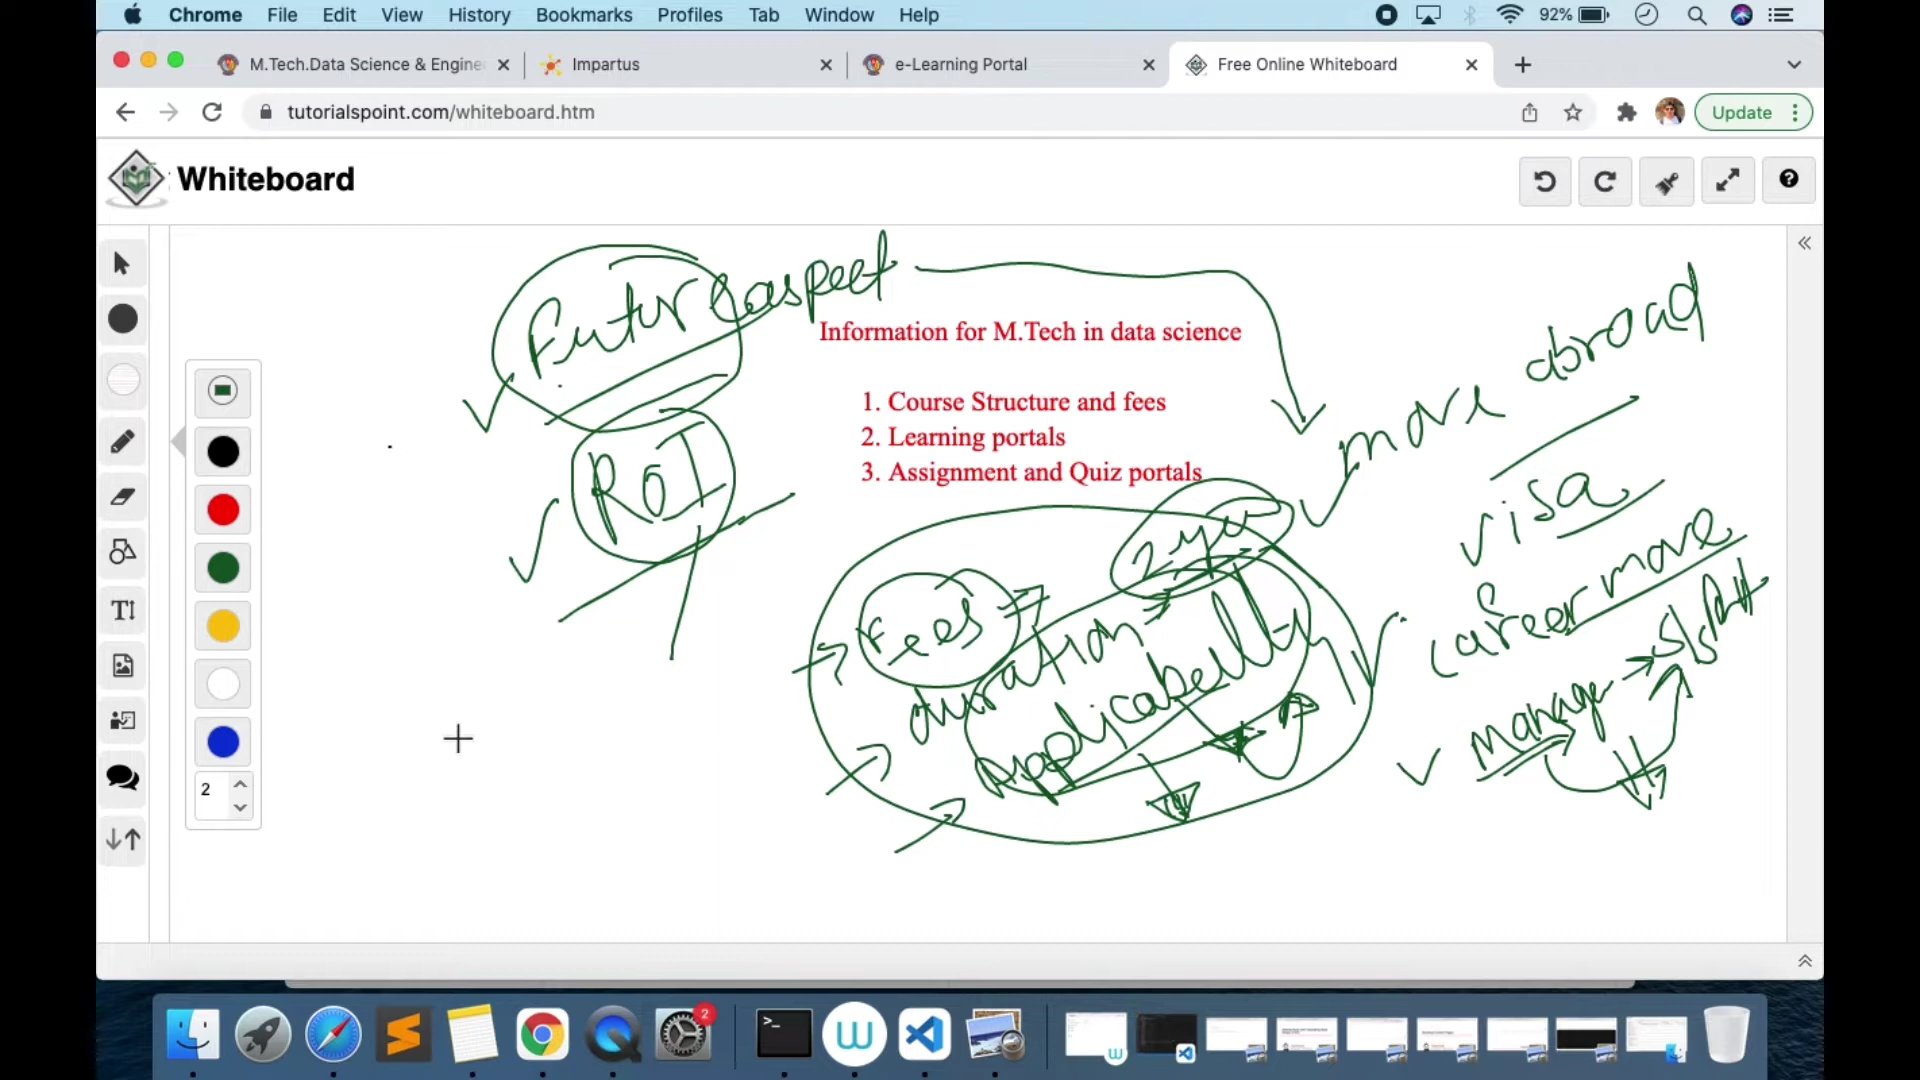 Chrome File Edit View History Bookmarks Profiles Tab Window Help 92%
M.Tech.Data Science & Engine Impartus e-Learning Portal Free Online Whiteboard
tutorialspoint.com/whiteboard.htm Update
Whiteboard
Future aspect
Information for M.Tech in data science
move abroad
1. Course Structure and fees
2. Learning portals
3. Assignment and Quiz portals
ROI
visa
Fees
duration
career move
manager
2
TI
2